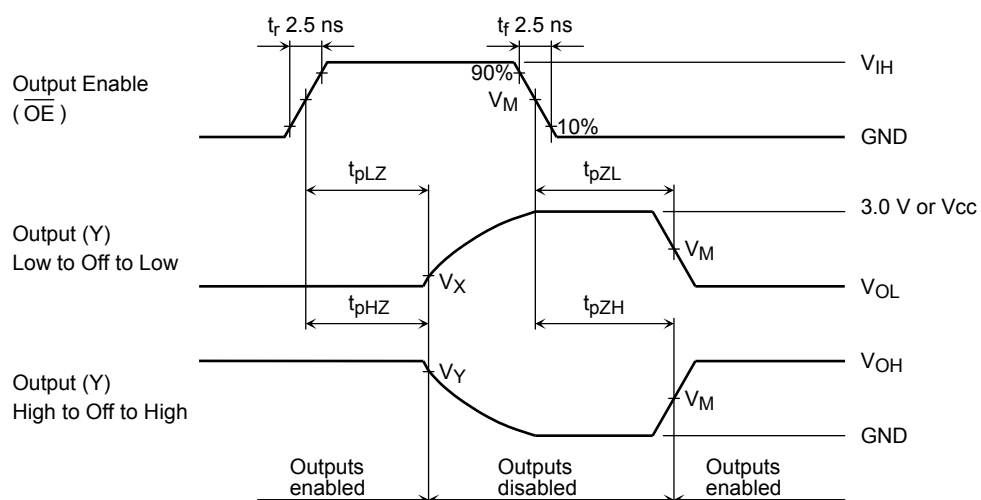 tr 2.5 ns
tf 2.5 ns
Output Enable
( OE )
90%
VM
10%
VIH
GND
tpLZ
tpZL
3.0 V or Vcc
Output (Y)
Low to Off to Low
VX
VM
VOL
tpHZ
tpZH
Output (Y)
High to Off to High
VY
VM
VOH
GND
Outputs
enabled
Outputs
disabled
Outputs
enabled